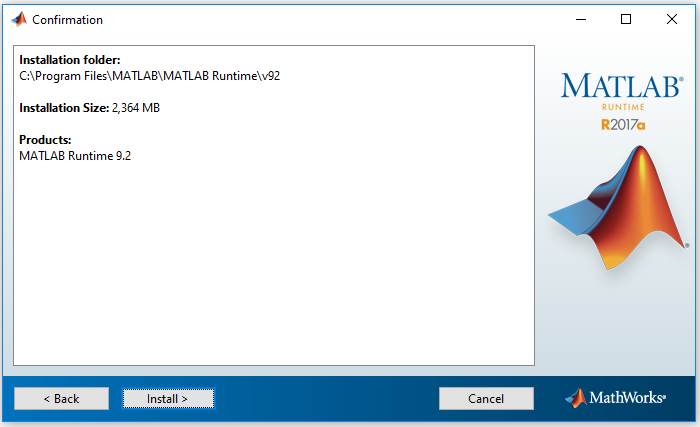 Confirmation
Installation folder:
C:\Program Files\MATLAB\MATLAB Runtime\v92
Installation Size: 2,364 MB
Products:
MATLAB Runtime 9.2
MATLAB®
RUNTIME
R2017a
®
< Back
Install >
Cancel
MathWorks®